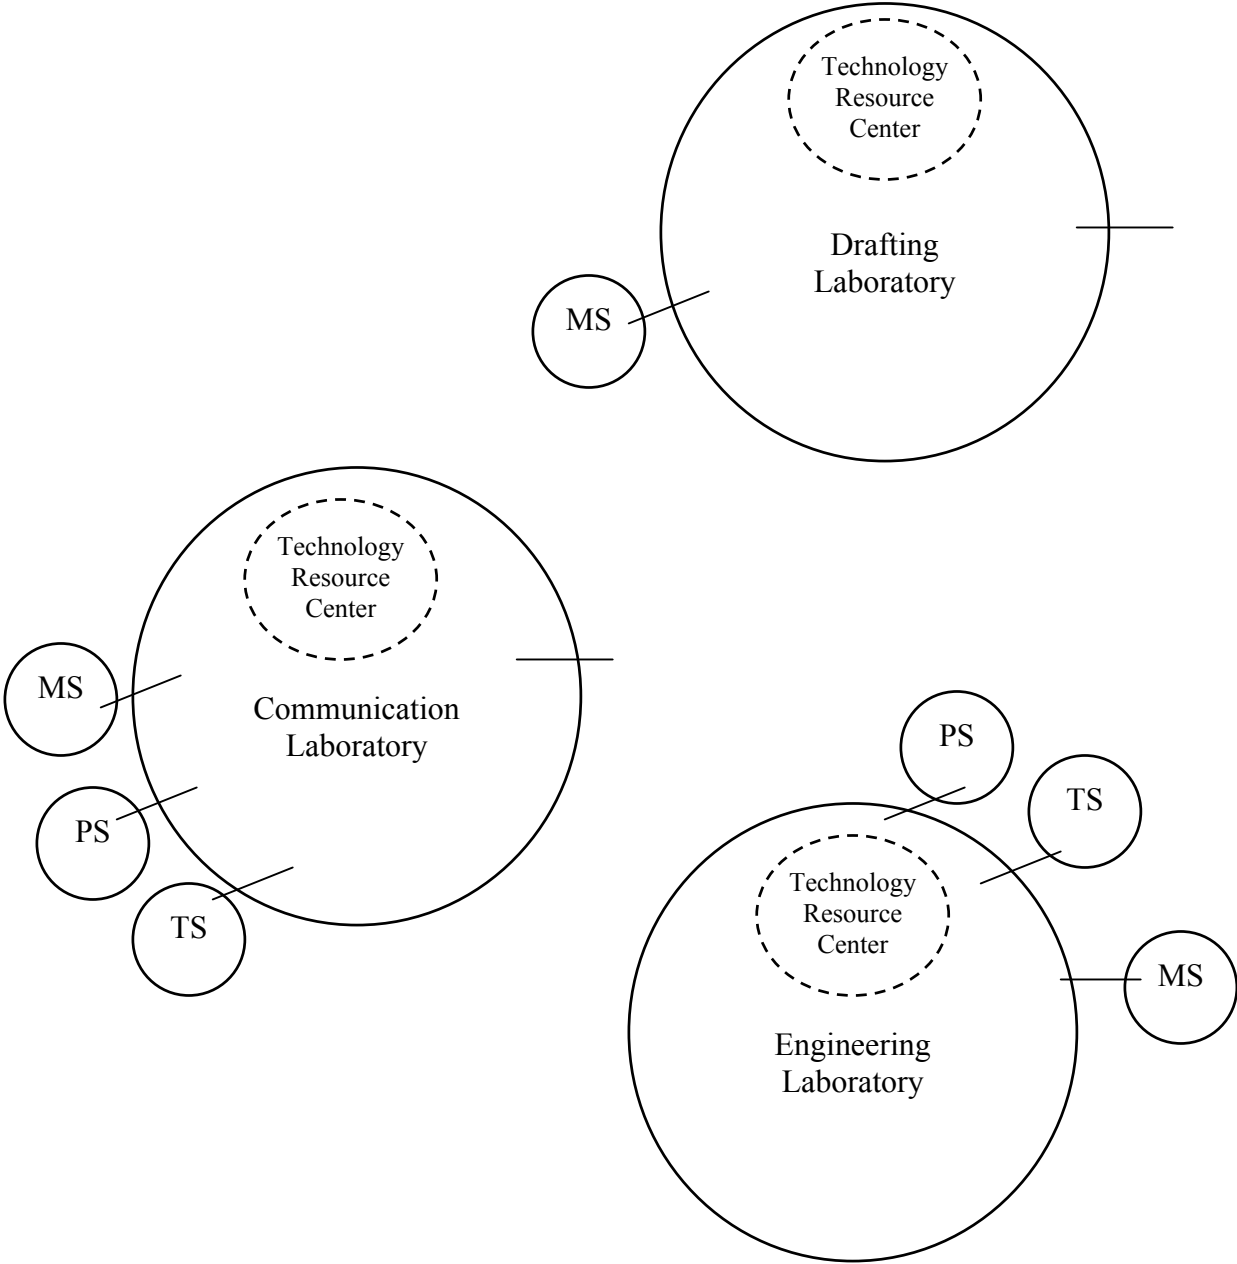 Technology
Resource
Center
Drafting
Laboratory
MS
Technology
Resource
Center
Communication
Laboratory
MS
PS
TS
PS
TS
Technology
Resource
Center
MS
Engineering
Laboratory